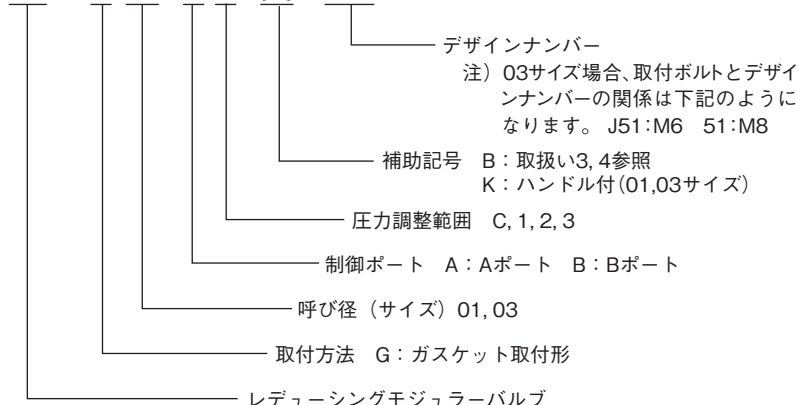 デザインナンバー
注）03サイズ場合、取付ボルトとデザイ
ンナンバーの関係は下記のように
なります。 J51：M6　51：M8
補助記号　B：取扱い3, 4参照
K：ハンドル付（01,03サイズ）
圧力調整範囲　C, 1, 2, 3
制御ポート　A：Aポート　B：Bポート
呼び径（サイズ）01, 03
取付方法　G：ガスケット取付形
レデューシングモジュラーバルブ